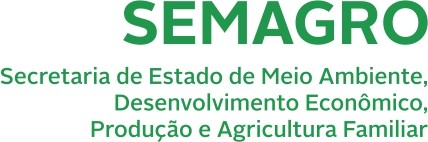 SEMAGRO
Secretaria de Estado de Meio Ambiente,
Desenvolvimento Econômico,
Produção e Agricultura Familiar